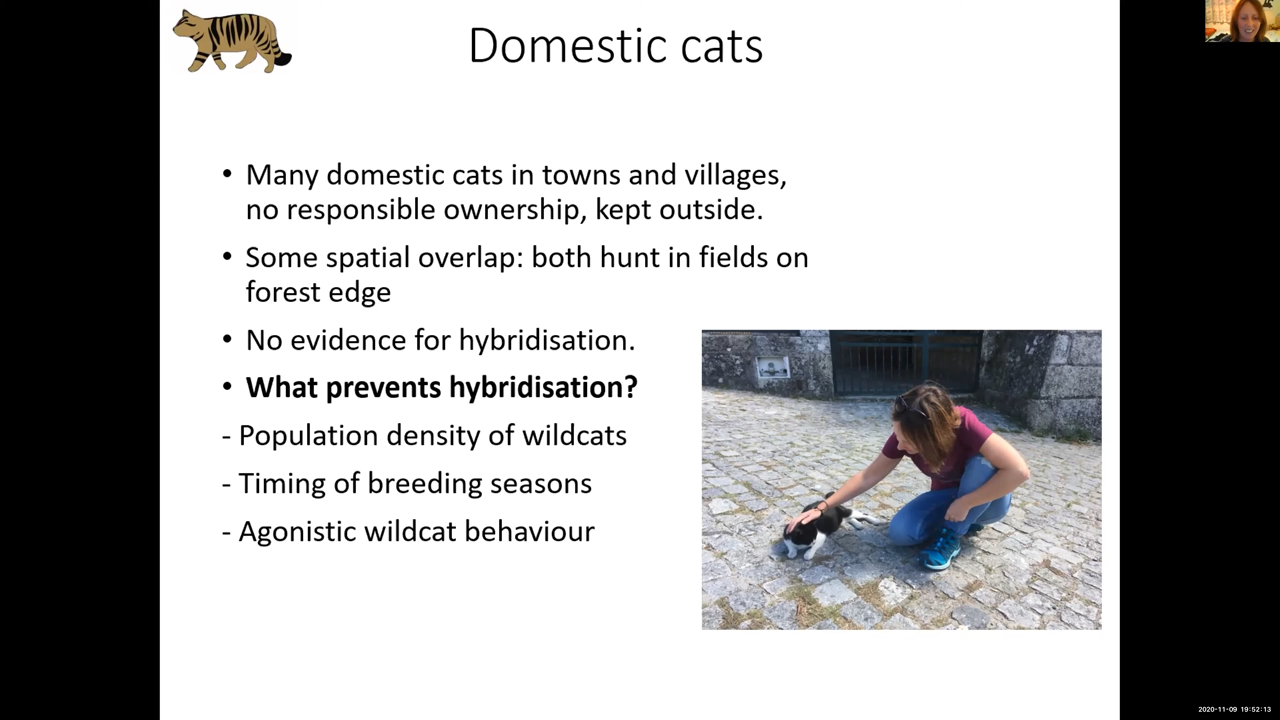 Domestic cats
• Many domestic cats in towns and villages,
no responsible ownership, kept outside.
• Some spatial overlap: both hunt in fields on
forest edge
• No evidence for hybridisation.
• What prevents hybridisation?
- Population density of wildcats
- Timing of breeding seasons
- Agonistic wildcat behaviour
2020-11-09 19:52:13